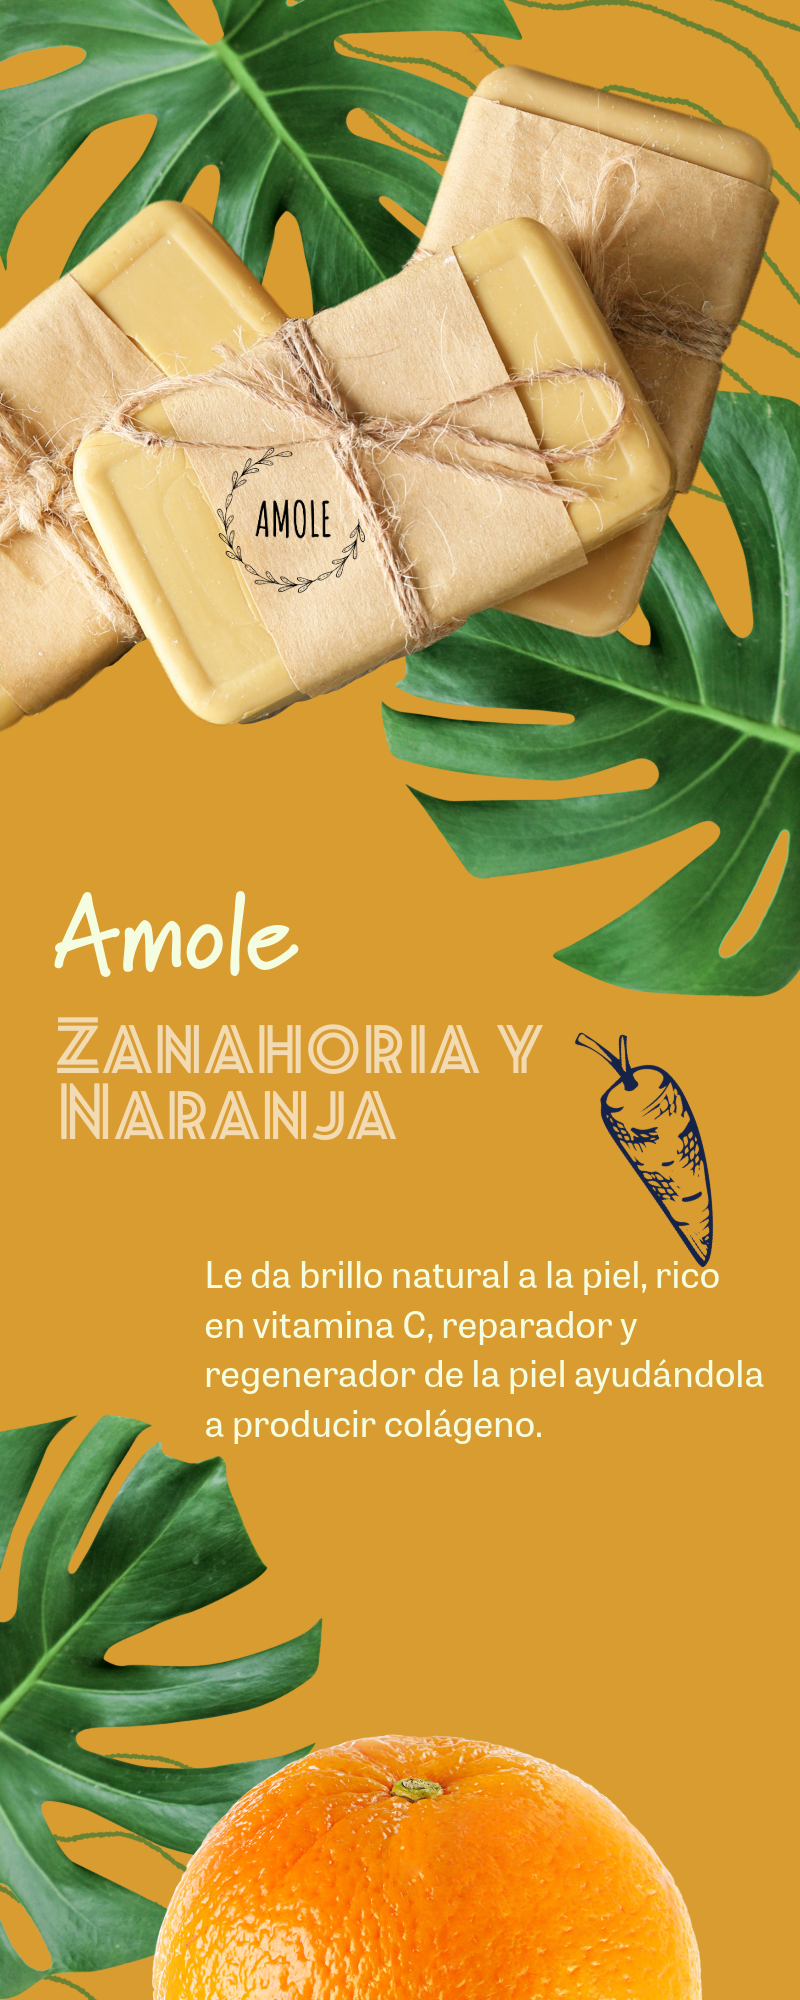 AMOLE
Amole
Zanahoria y
Naranja
Le da brillo natural a la piel, rico
en vitamina C, reparador y
regenerador de la piel ayudándola
a producir colágeno.